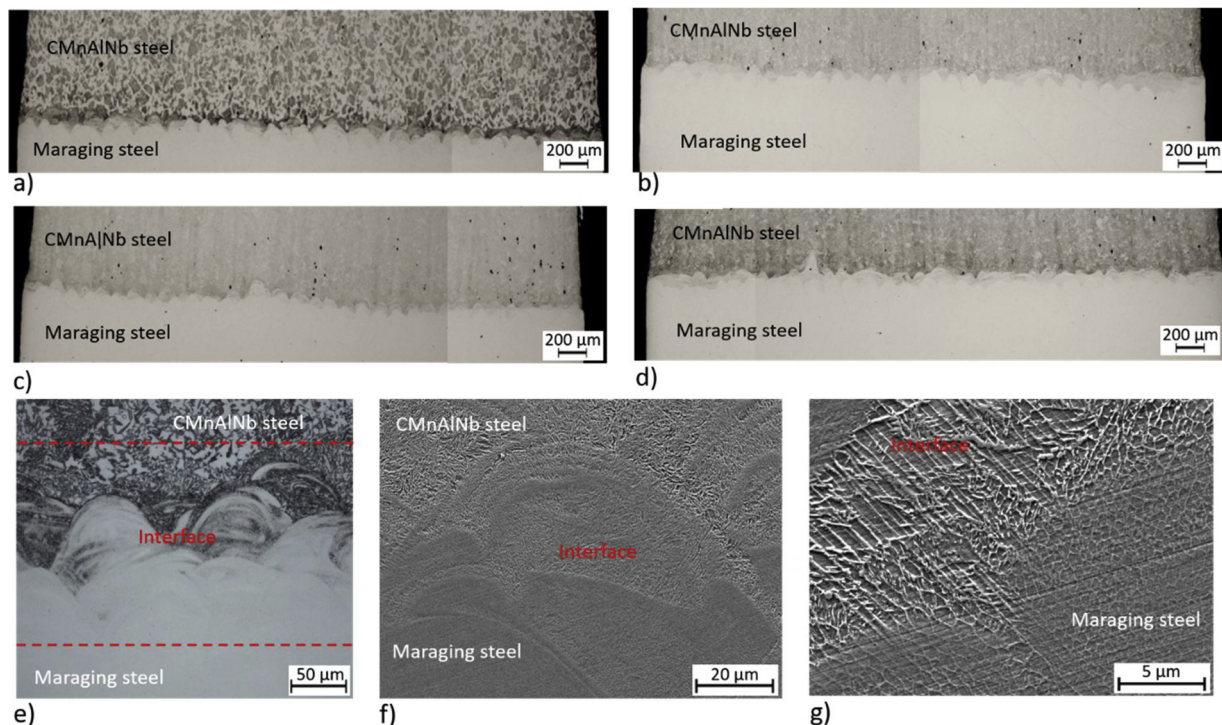 CMnAlNb steel
Maraging steel
200 µm
a)
CMnAlNb steel
Maraging steel
200 µm
b)
CMnAlNb steel
Maraging steel
200 µm
c)
CMnAlNb steel
Maraging steel
200 µm
d)
CMnAlNb steel
Interface
Maraging steel
50 µm
e)
CMnAlNb steel
Interface
Maraging steel
20 µm
f)
Interface
Maraging steel
5 µm
g)